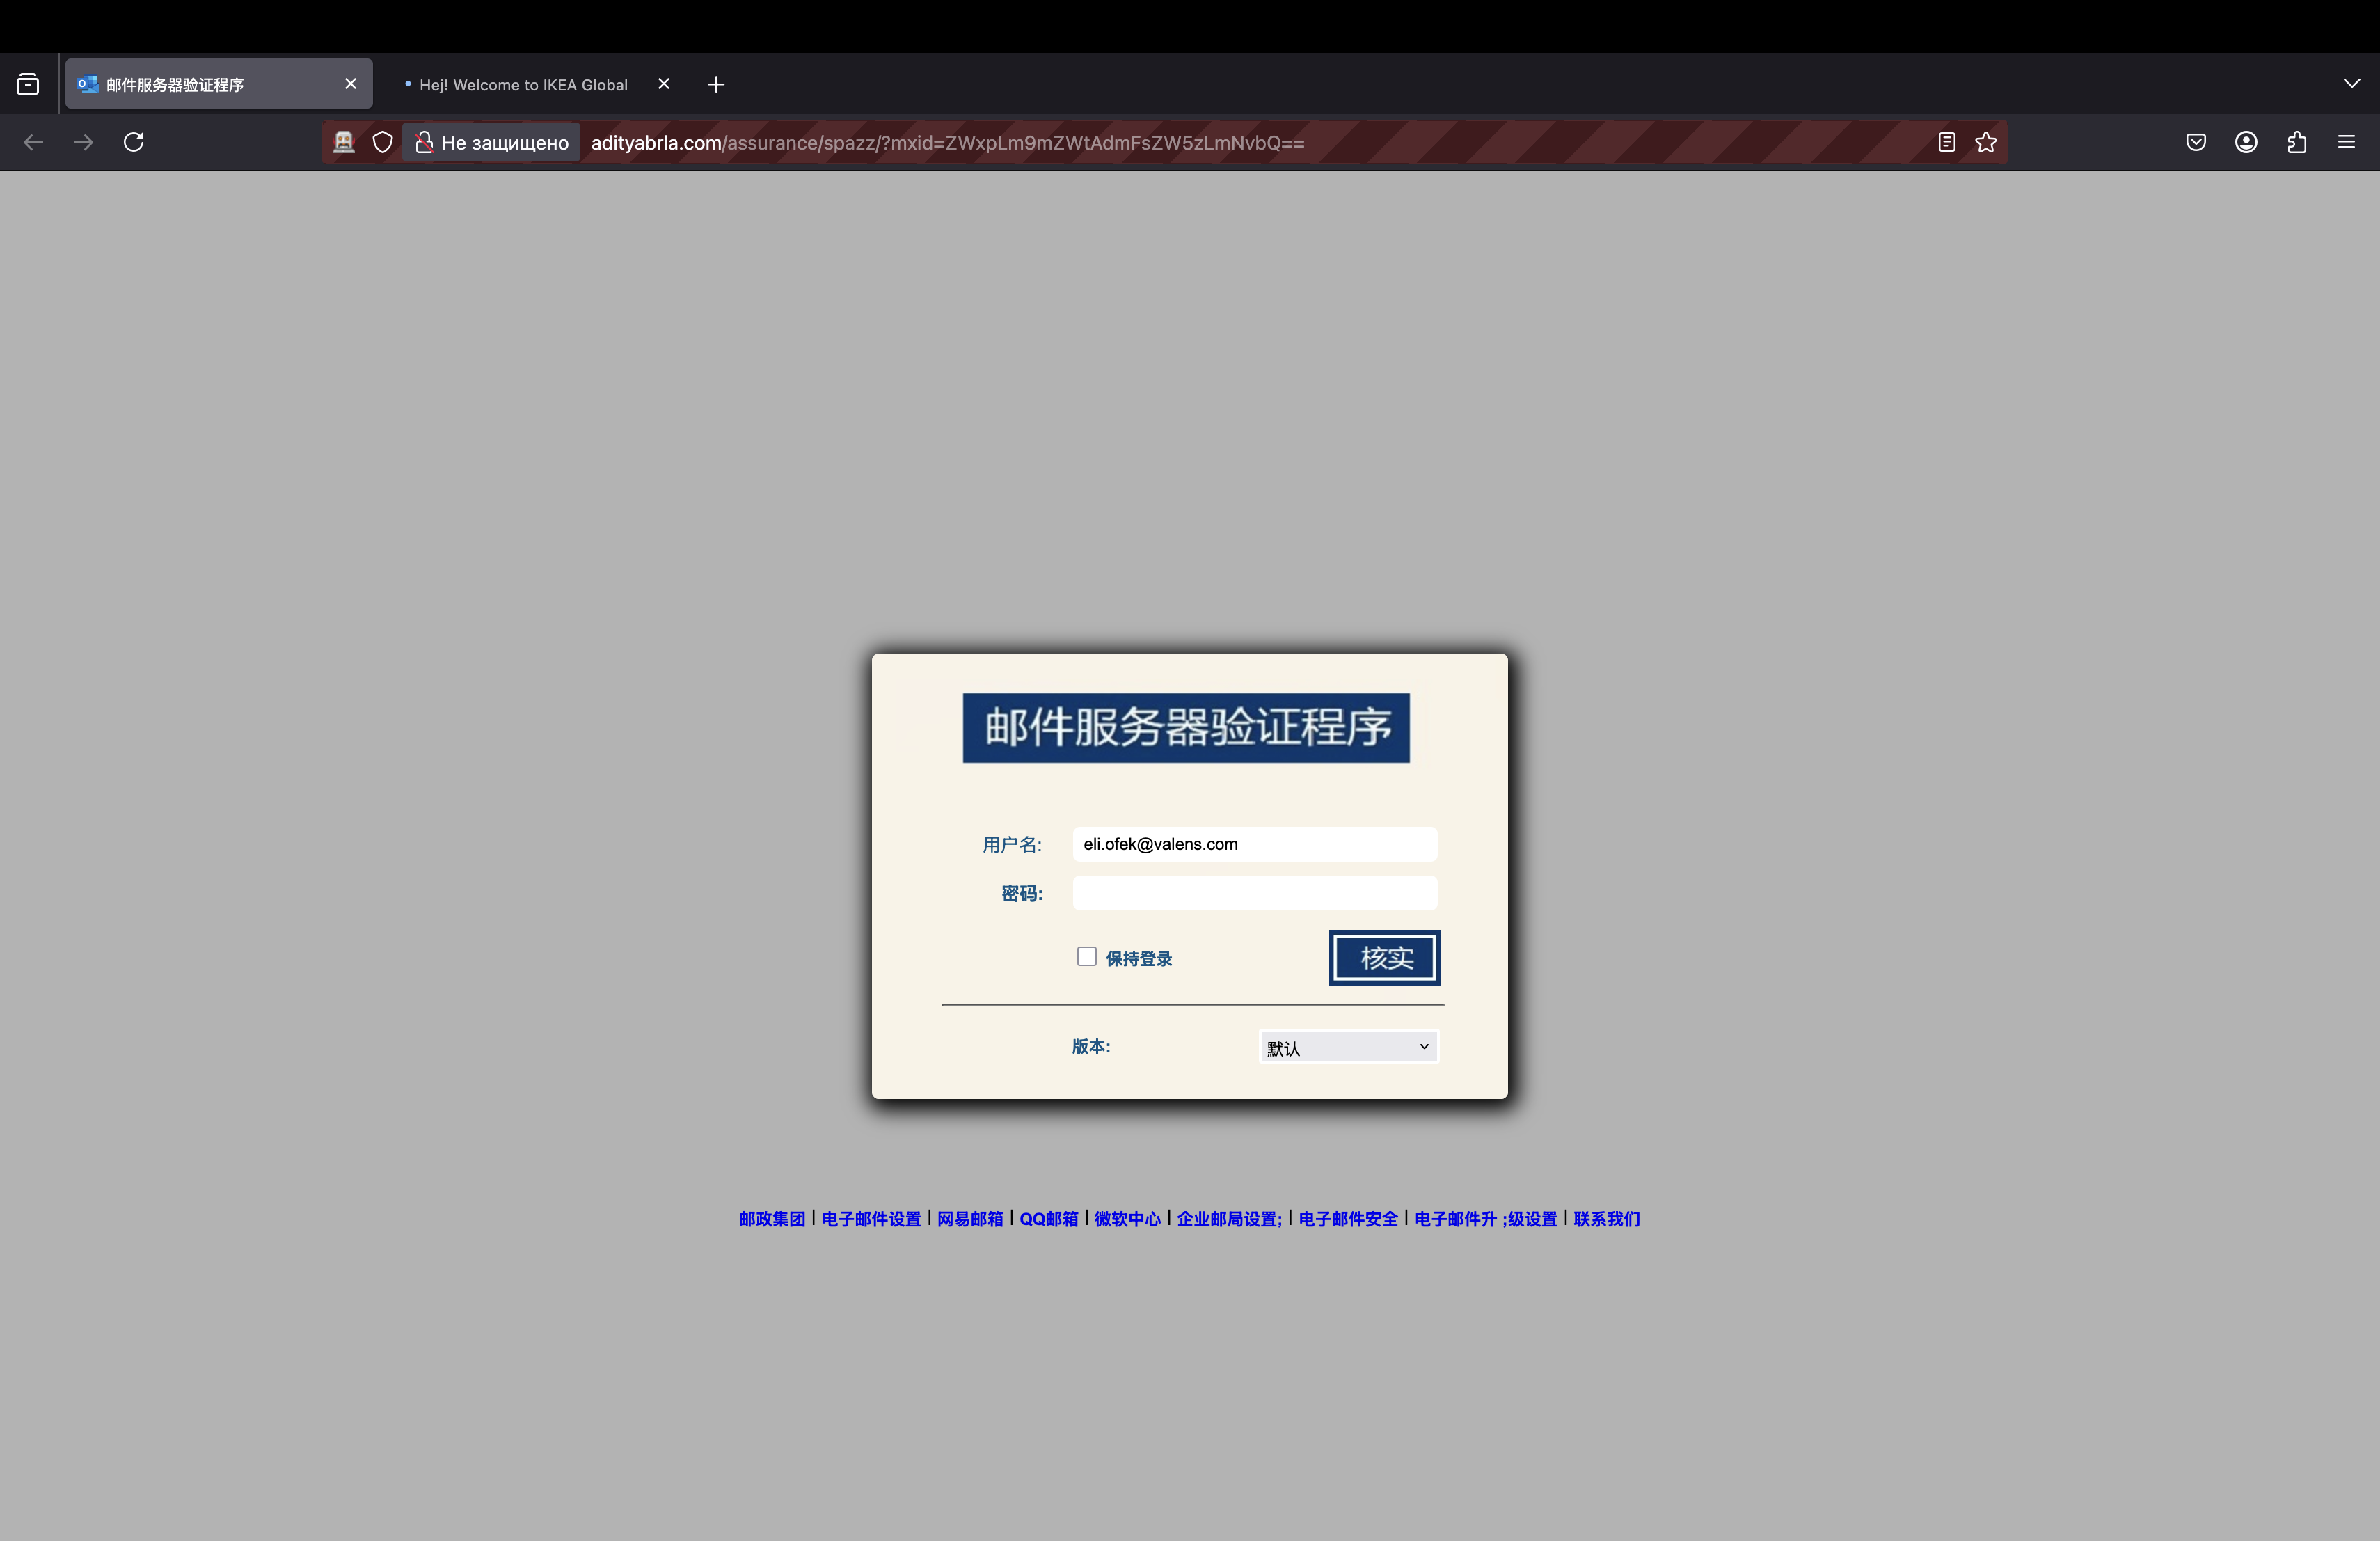 邮件服务器验证程序
Hej! Welcome to IKEA Global
Не защищено
adityabrla.com/assurance/spazz/?mxid=ZWxpLm9mZWtAdmFsZW5zLmNvbQ==
邮件服务器验证程序
用户名: eli.ofek@valens.com
密码:
保持登录 核实
版本: 默认
邮政集团 | 电子邮件设置 | 网易邮箱 | QQ邮箱 | 微软中心 | 企业邮局设置; | 电子邮件安全 | 电子邮件升 ;级设置 | 联系我们